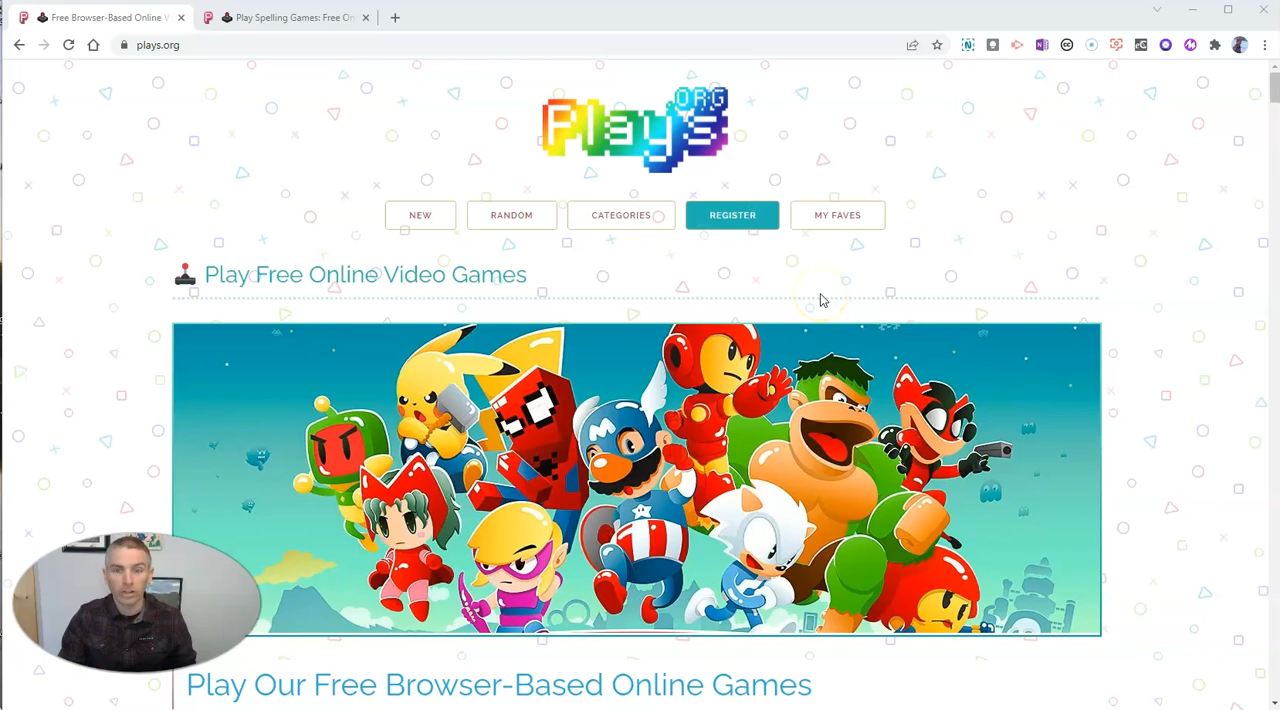 Free Browser-Based Online V
Play Spelling Games: Free On
plays.org
Plays
.ORG
NEW
RANDOM
CATEGORIES
REGISTER
MY FAVES
Play Free Online Video Games
M
Play Our Free Browser-Based Online Games